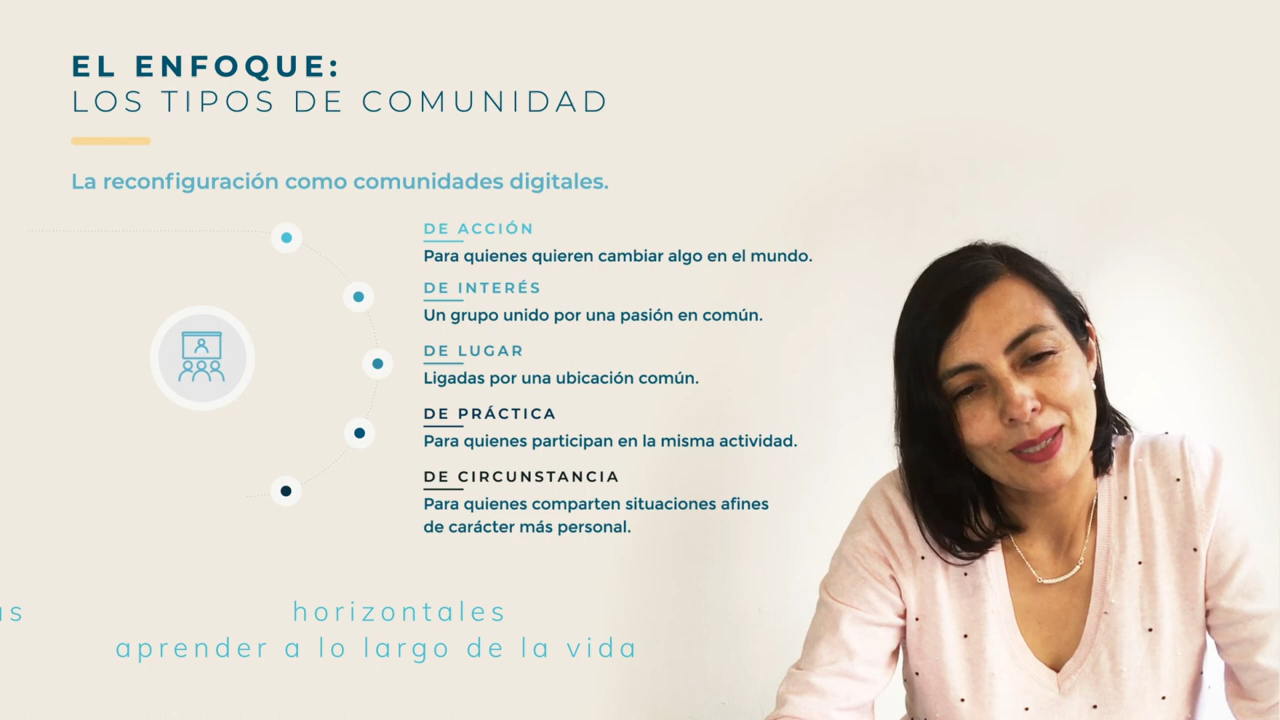 EL ENFOQUE:
LOS TIPOS DE COMUNIDAD
La reconfiguración como comunidades digitales.
DE ACCIÓN
Para quienes quieren cambiar algo en el mundo.
DE INTERÉS
Un grupo unido por una pasión en común.
DE LUGAR
Ligadas por una ubicación común.
DE PRÁCTICA
Para quienes participan en la misma actividad.
DE CIRCUNSTANCIA
Para quienes comparten situaciones afines
de carácter más personal.
horizontales
aprender a lo largo de la vida